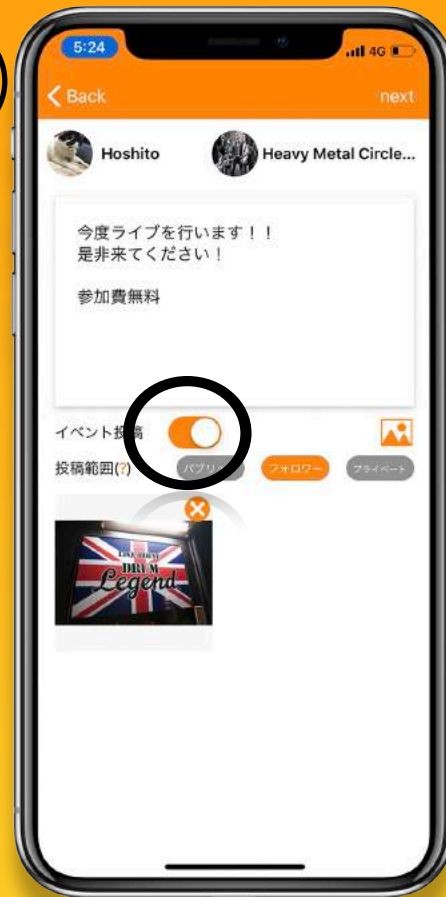 5:24
4G
Back
next
Hoshito
Heavy Metal Circle...
今度ライブを行います！！
是非来てください！
参加費無料
イベント投稿
投稿範囲(?)
フォロワー
プライベート
DRUM
Legend